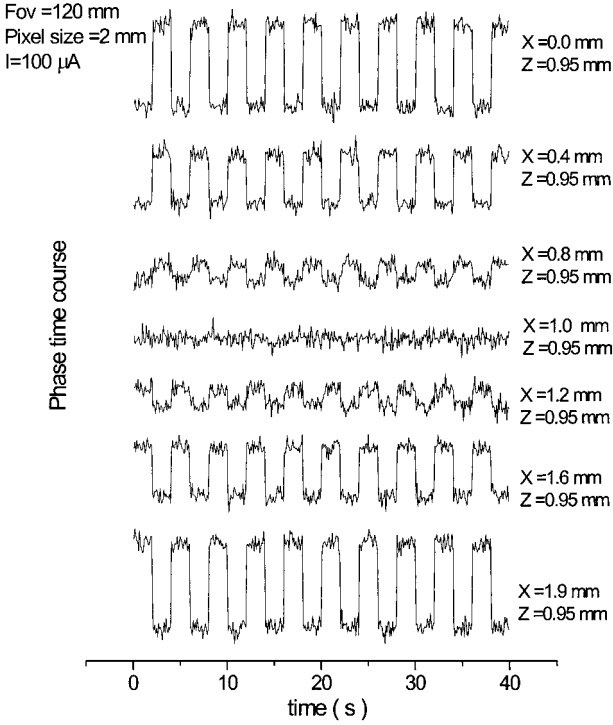 Fov =120 mm
Pixel size =2 mm
I=100 µA
X =0.0 mm
Z =0.95 mm
X =0.4 mm
Z =0.95 mm
X =0.8 mm
Z =0.95 mm
X =1.0 mm
Z =0.95 mm
X =1.2 mm
Z =0.95 mm
X =1.6 mm
Z =0.95 mm
X =1.9 mm
Z =0.95 mm
Phase time course
0 10 20 30 40
time ( s )